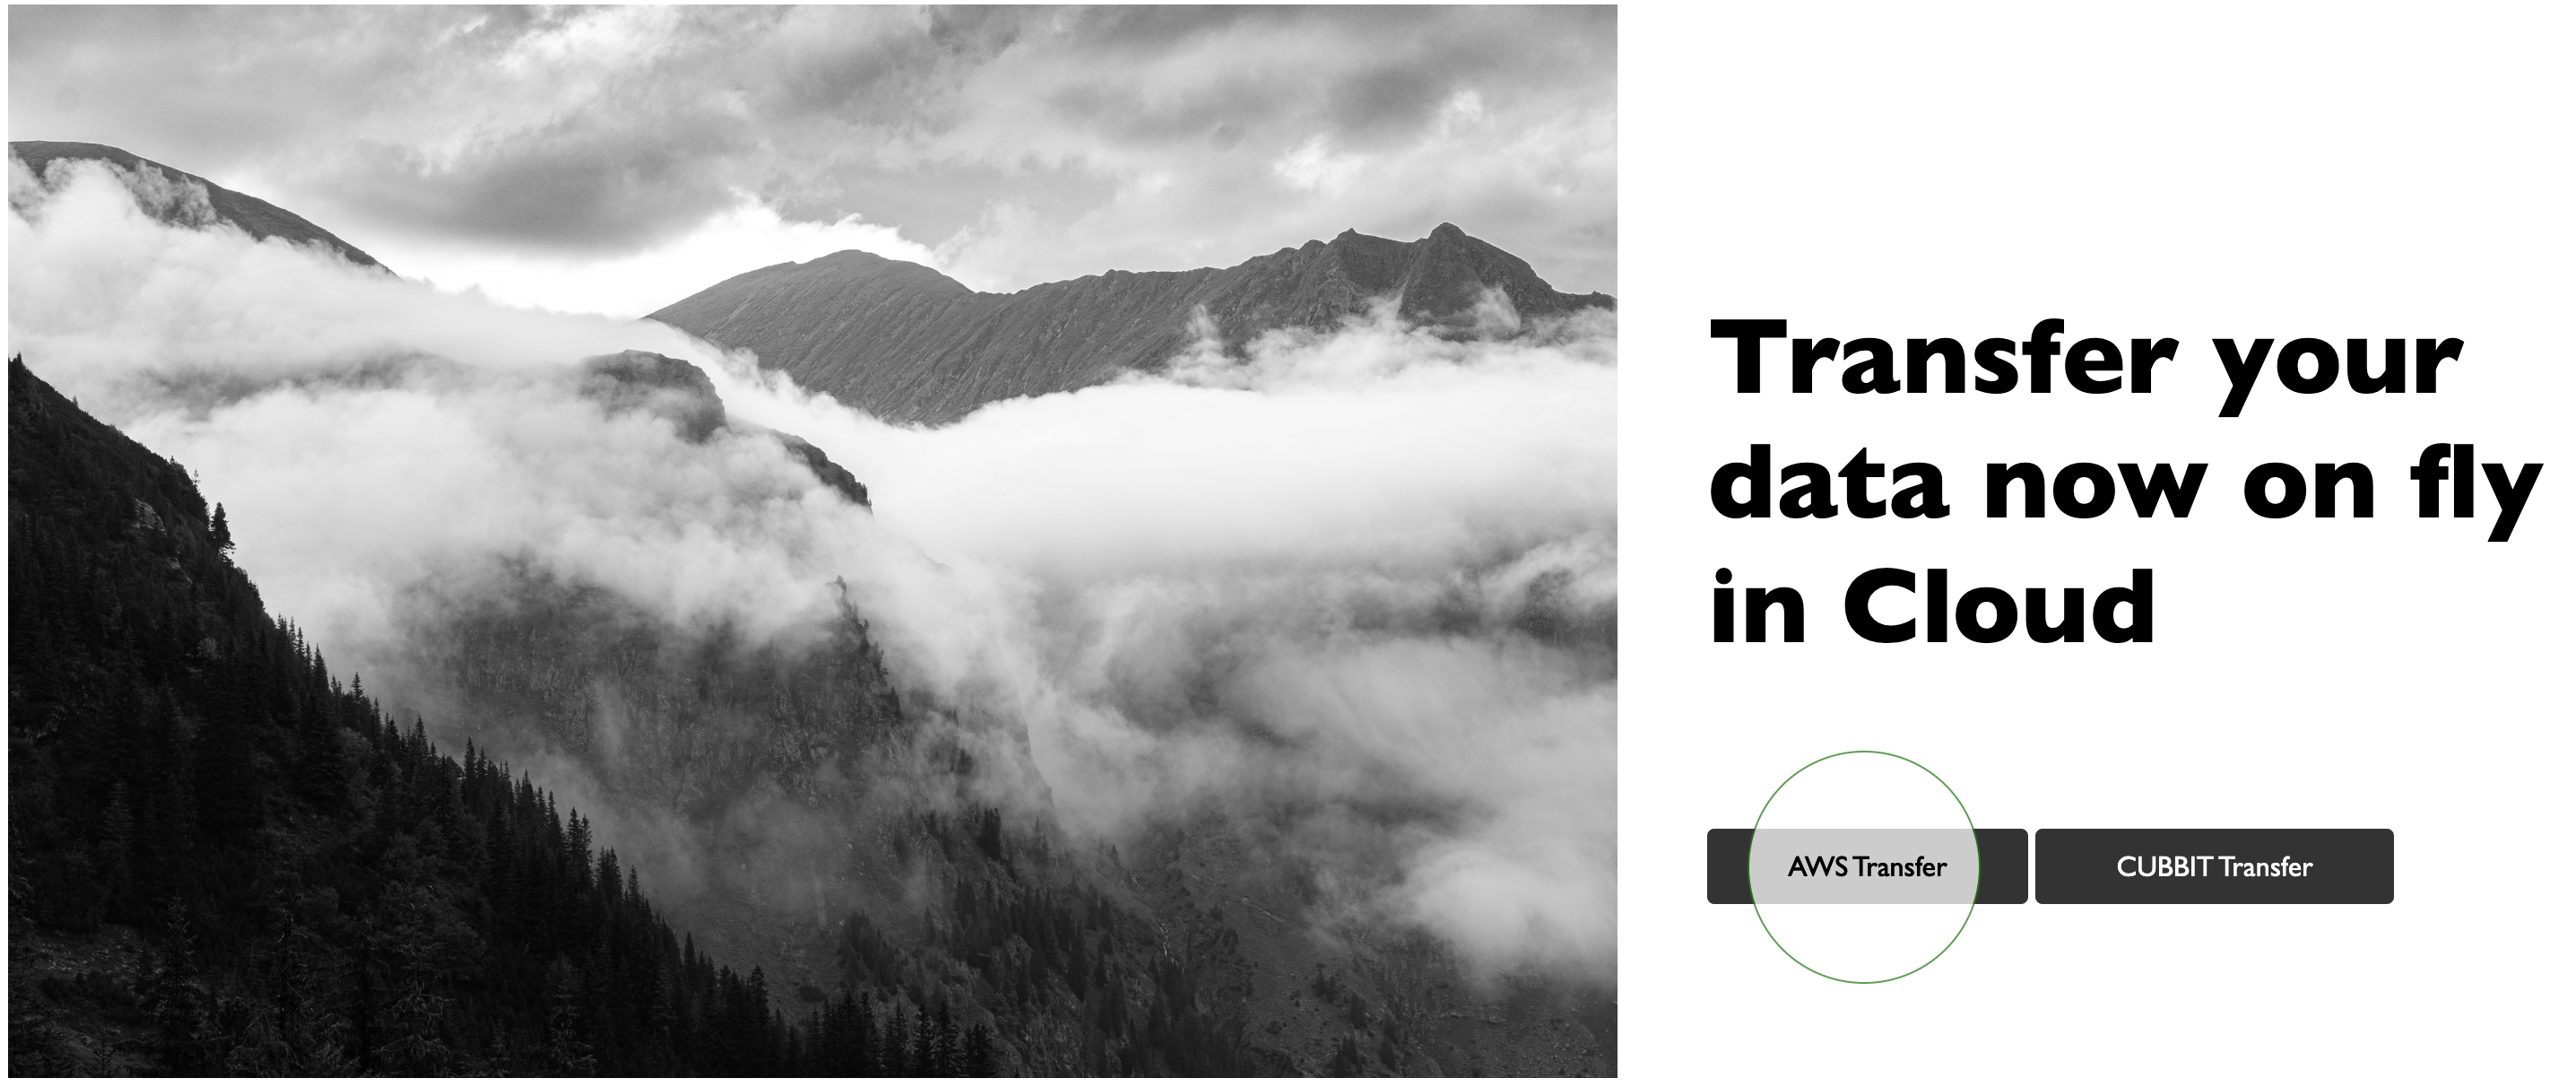 Transfer your
data now on fly
in Cloud
AWS Transfer
CUBBIT Transfer